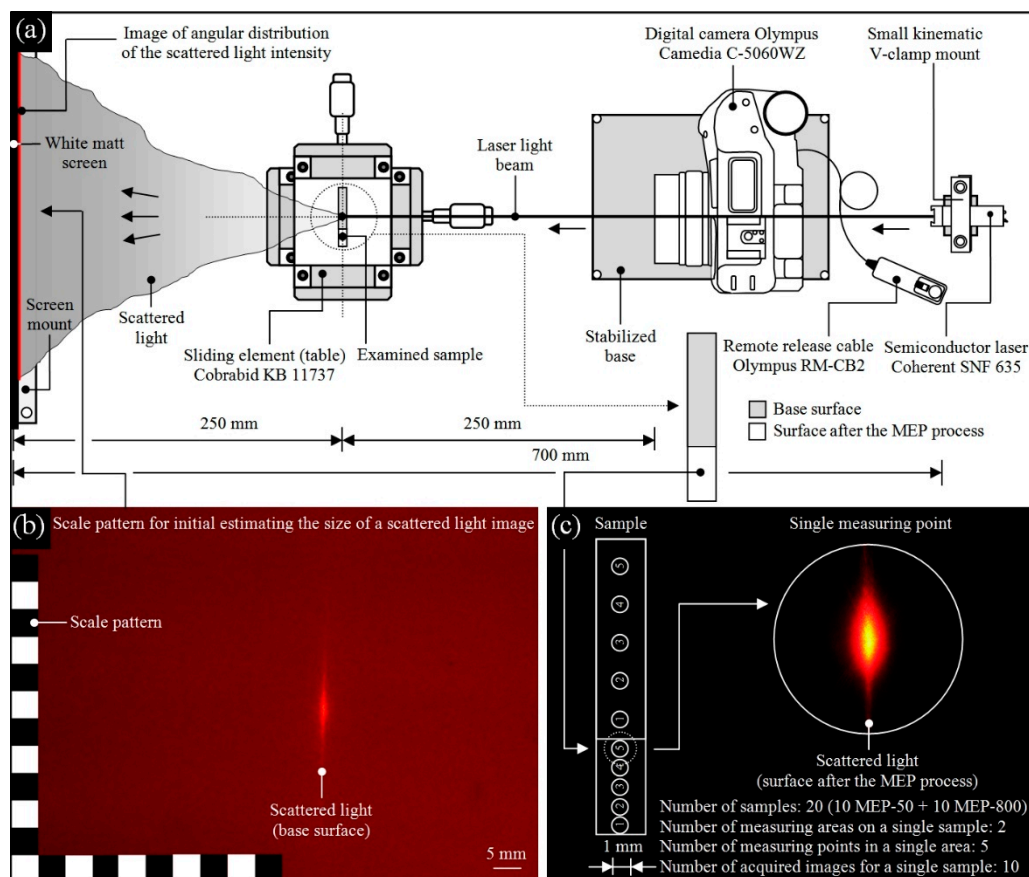 (a)
Image of angular distribution
of the scattered light intensity
White matt
screen
Screen
mount
Scattered
light
Sliding element (table)
Cobrabid KB 11737
Examined sample
Laser light
beam
Digital camera Olympus
Camedia C-5060WZ
Small kinematic
V-clamp mount
Stabilized
base
Remote release cable
Olympus RM-CB2
Semiconductor laser
Coherent SNF 635
Base surface
Surface after the MEP process
250 mm
250 mm
700 mm
(b)
Scale pattern for initial estimating the size of a scattered light image
Scale pattern
Scattered light
(base surface)
5 mm
(c)
Sample
Single measuring point
5
4
3
2
1
5
4
3
2
1
1 mm
Scattered light
(surface after the MEP process)
Number of samples: 20 (10 MEP-50 + 10 MEP-800)
Number of measuring areas on a single sample: 2
Number of measuring points in a single area: 5
Number of acquired images for a single sample: 10